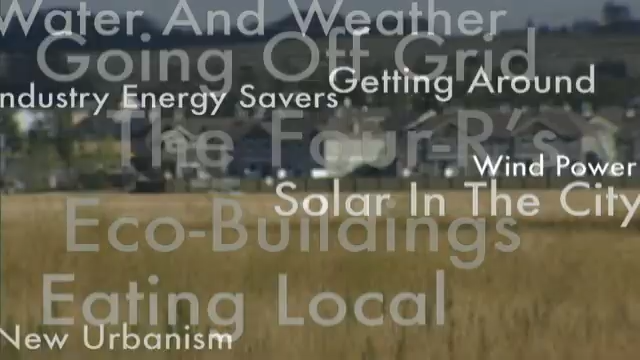 Water And Weather
Going Off Grid
Getting Around
ndustry Energy Savers
The Four-R's
Wind Power
Solar In The City
Eco-Buildings
Eating Local
New Urbanism